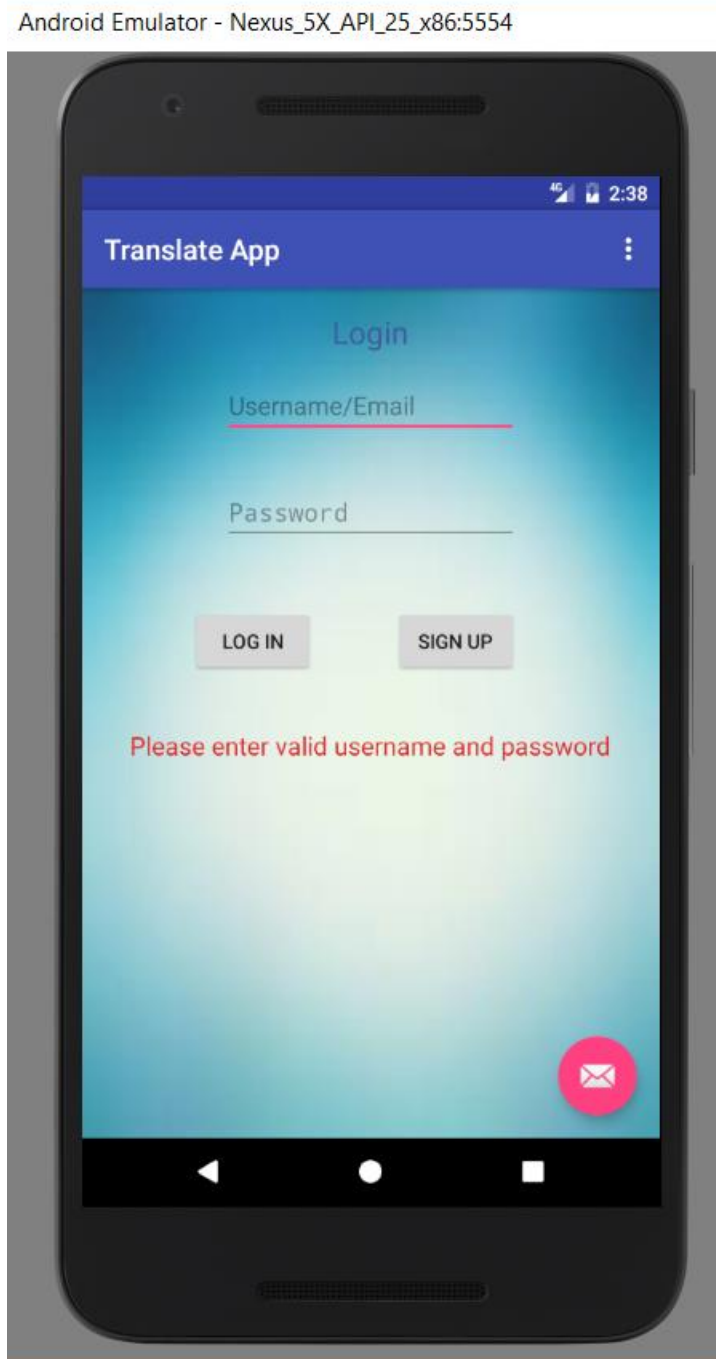 Android Emulator - Nexus_5X_API_25_x86:5554
4G 2:38
Translate App
Login
Username/Email
Password
LOG IN SIGN UP
Please enter valid username and password